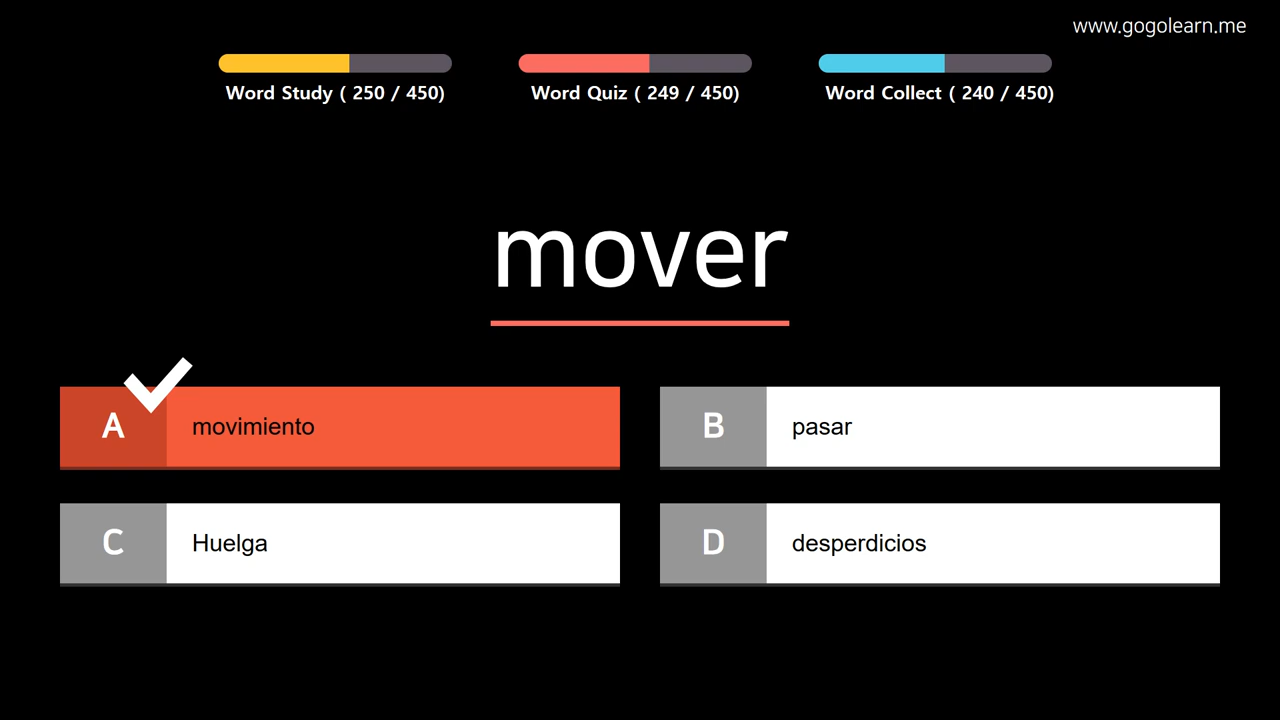 www.gogolearn.me
Word Study ( 250 / 450)
Word Quiz ( 249 / 450)
Word Collect ( 240 / 450)
mover
A movimiento
B pasar
C Huelga
D desperdicios